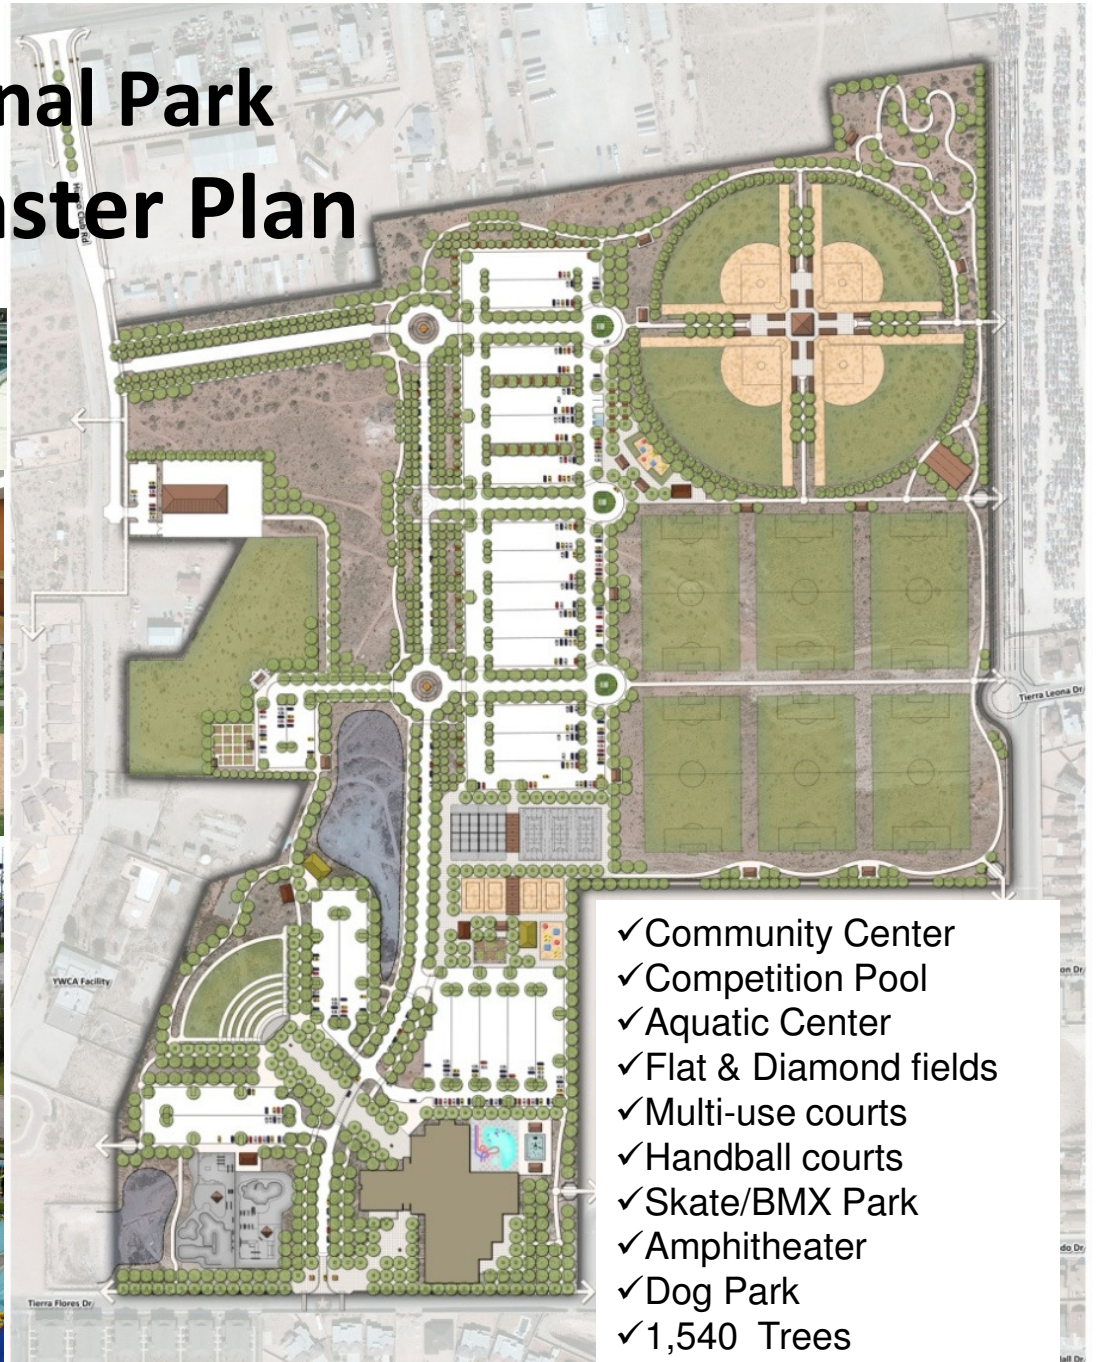 nal Park
ster Plan
Tierra Leona Dr
YWCA Facility
Tierra Flores Dr
✓Community Center
✓Competition Pool
✓Aquatic Center
✓Flat & Diamond fields
✓Multi-use courts
✓Handball courts
✓Skate/BMX Park
✓Amphitheater
✓Dog Park
✓1,540 Trees